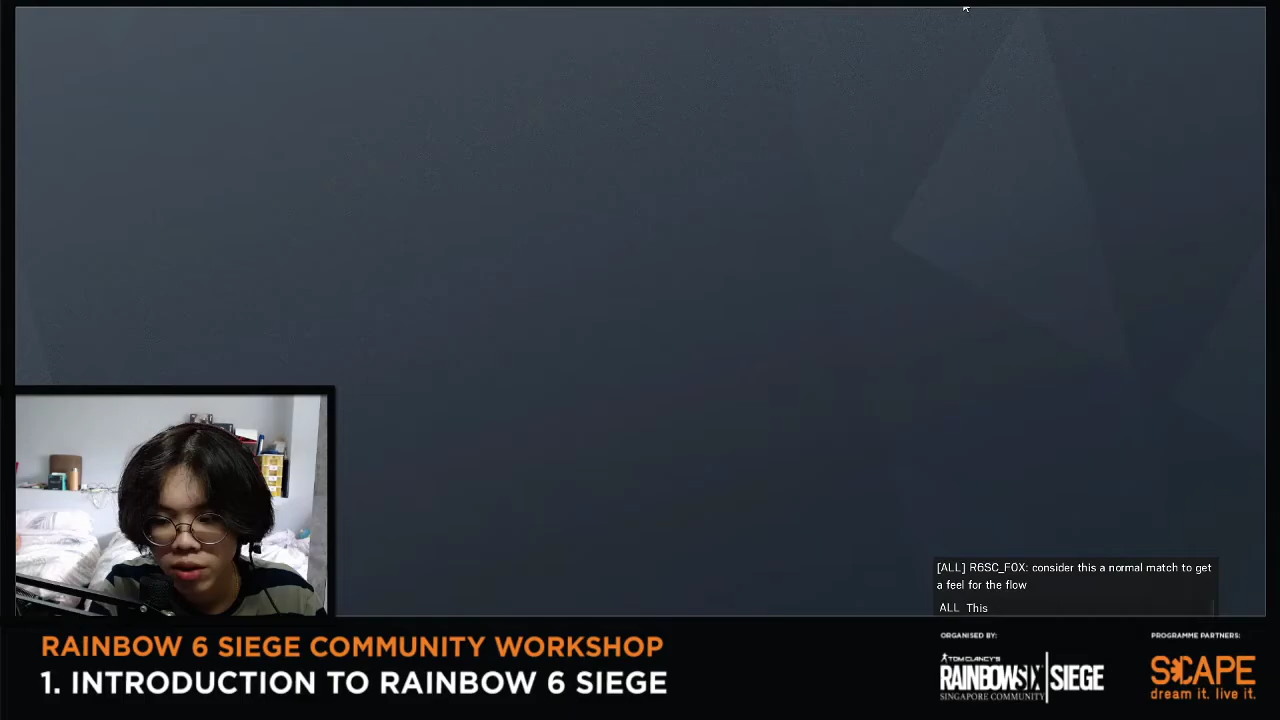 [ALL] R6SC_FOX: consider this a normal match to get
a feel for the flow
ALL This
RAINBOW 6 SIEGE COMMUNITY WORKSHOP
1. INTRODUCTION TO RAINBOW 6 SIEGE
ORGANISED BY:
TOM CLANCY'S
RAINBOWSIX SIEGE
SINGAPORE COMMUNITY
PROGRAMME PARTNERS:
SCAPE
dream it. live it.